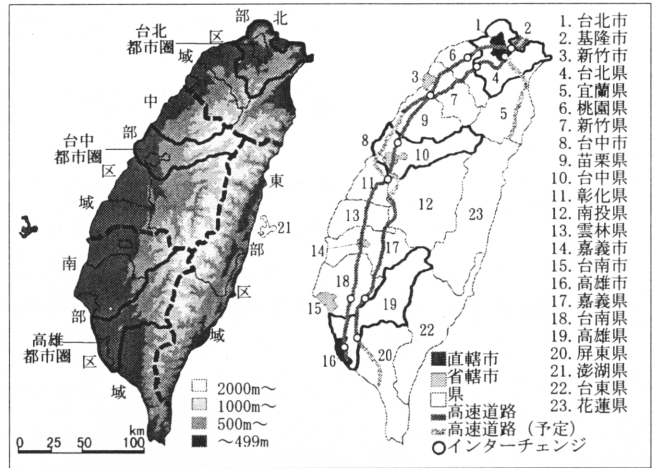 北
部
区
域
台北
都市圏
中
部
区
域
台中
都市圏
東
部
区
域
南
部
区
域
高雄
都市圏
21
2000m〜
1000m〜
500m〜
〜499m
km
0 50 100
1
2
3
4
5
6
7
8
9
10
11
12
13
14
15
16
17
18
19
20
22
23
直轄市
省轄市
県
高速道路
高速道路（予定）
インターチェンジ
1. 台北市
2. 基隆市
3. 新竹市
4. 台北県
5. 宜蘭県
6. 桃園県
7. 新竹県
8. 台中市
9. 苗栗県
10. 台中県
11. 彰化県
12. 南投県
13. 雲林県
14. 嘉義市
15. 台南市
16. 高雄市
17. 嘉義県
18. 台南県
19. 高雄県
20. 屏東県
21. 澎湖県
22. 台東県
23. 花蓮県